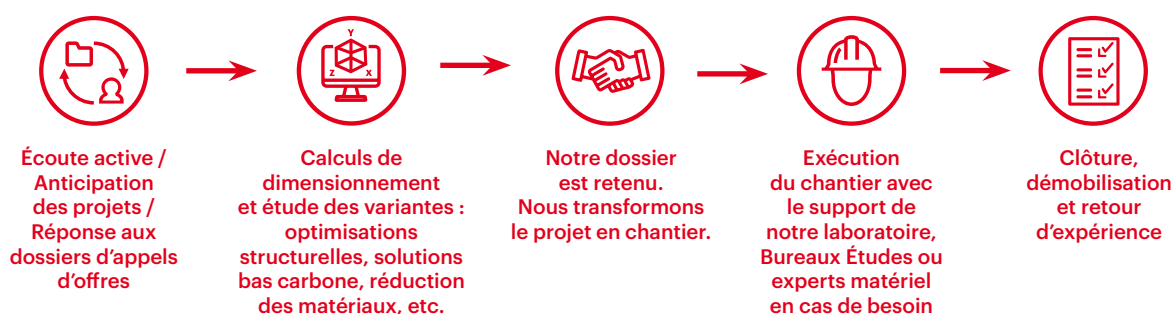 Y
Z X
Écoute active /
Anticipation
des projets /
Réponse aux
dossiers d’appels
d’offres
Calculs de
dimensionnement
et étude des variantes :
optimisations
structurelles, solutions
bas carbone, réduction
des matériaux, etc.
Notre dossier
est retenu.
Nous transformons
le projet en chantier.
Exécution
du chantier avec
le support de
notre laboratoire,
Bureaux Études ou
experts matériel
en cas de besoin
Clôture,
démobilisation
et retour
d’expérience